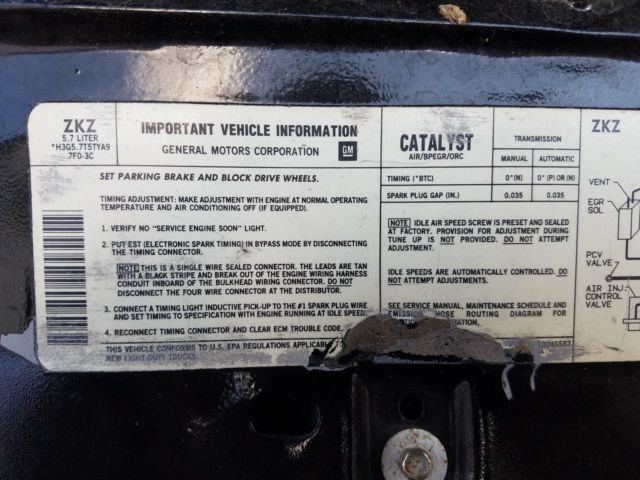 ZKZ
5.7 LITER
*H3G5.7T5TYA9
7F0-3C
IMPORTANT VEHICLE INFORMATION
GENERAL MOTORS CORPORATION GM
CATALYST
AIR/BPEGR/ORC
TRANSMISSION
MANUAL AUTOMATIC
TIMING (°BTC) 0°(N) 0° (P) OR (N)
SPARK PLUG GAP (IN.) 0.035 0.035
SET PARKING BRAKE AND BLOCK DRIVE WHEELS.
TIMING ADJUSTMENT: MAKE ADJUSTMENT WITH ENGINE AT NORMAL OPERATING
TEMPERATURE AND AIR CONDITIONING OFF (IF EQUIPPED).
1. VERIFY NO "SERVICE ENGINE SOON" LIGHT.
2. PUT EST (ELECTRONIC SPARK TIMING) IN BYPASS MODE BY DISCONNECTING
THE TIMING CONNECTOR.
NOTE THIS IS A SINGLE WIRE SEALED CONNECTOR. THE LEADS ARE TAN
WITH A BLACK STRIPE AND BREAK OUT OF THE ENGINE WIRING HARNESS
CONDUIT INBOARD OF THE BULKHEAD WIRING CONNECTOR. DO NOT
DISCONNECT THE FOUR WIRE CONNECTOR AT THE DISTRIBUTOR.
3. CONNECT A TIMING LIGHT INDUCTIVE PICK-UP TO THE #1 SPARK PLUG WIRE
AND SET TIMING TO SPECIFICATION WITH ENGINE RUNNING AT IDLE SPEED.
4. RECONNECT TIMING CONNECTOR AND CLEAR ECM TROUBLE CODE.
THIS VEHICLE CONFORMS TO U.S. EPA REGULATIONS APPLICABLE
NEW LIGHT-DUTY TRUCKS.
NOTE IDLE AIR SPEED SCREW IS PRESET AND SEALED
AT FACTORY. PROVISION FOR ADJUSTMENT DURING
TUNE UP IS NOT PROVIDED. DO NOT ATTEMPT
ADJUSTMENT.
IDLE SPEEDS ARE AUTOMATICALLY CONTROLLED. DO
NOT ATTEMPT ADJUSTMENT.
SEE SERVICE MANUAL, MAINTENANCE SCHEDULE AND
EMISSION HOSE ROUTING DIAGRAM FOR
ADDITIONAL INFORMATION.
ZKZ
VENT
EGR
SOL
PCV
VALVE
AIR INJ.
CONTROL
VALVE